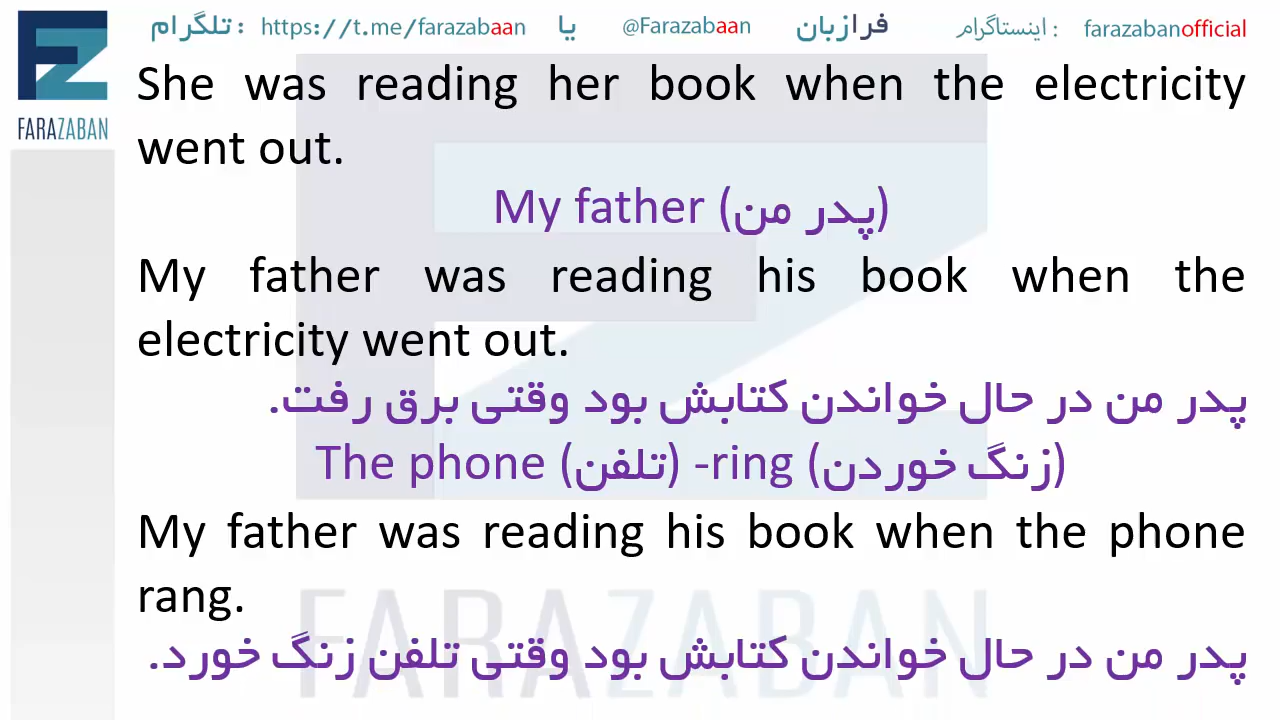 تلگرام : https://t.me/farazabaan یا @Farazabaan فرازبان اینستاگرام : farazabanofficial
FARAZABAN
She was reading her book when the electricity
went out.
My father (پدر من)
My father was reading his book when the
electricity went out.
پدر من در حال خواندن کتابش بود وقتی برق رفت.
The phone (تلفن) -ring (زنگ خوردن)
My father was reading his book when the phone
rang.
پدر من در حال خواندن کتابش بود وقتی تلفن زنگ خورد.
FARAZABAN